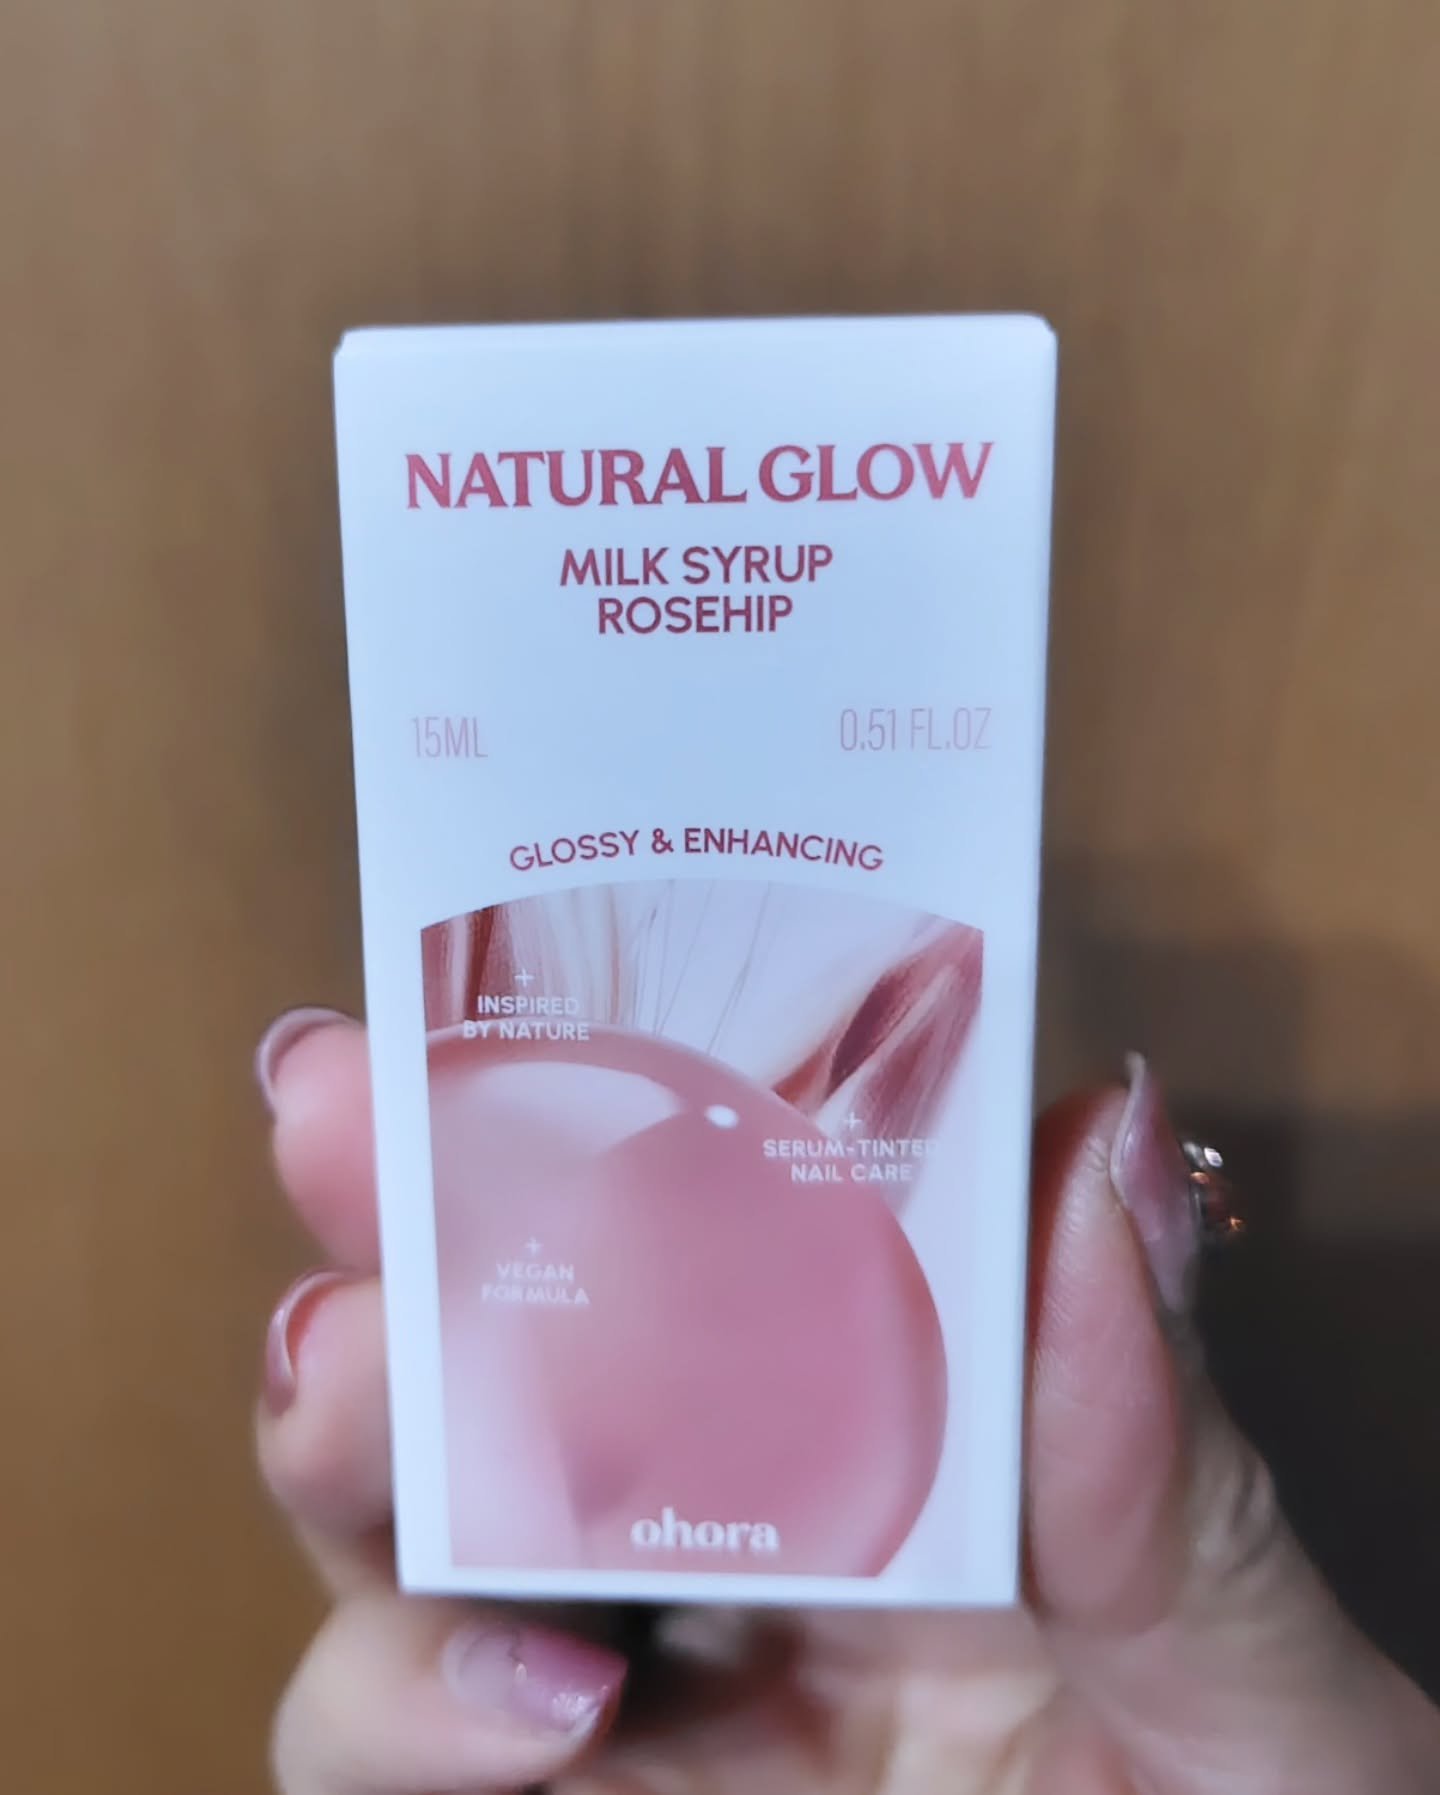 NATURAL GLOW
MILK SYRUP
ROSEHIP
15ML
0.51 FL.OZ
GLOSSY & ENHANCING
+
INSPIRED
BY NATURE
+
SERUM-TINTED
NAIL CARE
+
VEGAN
FORMULA
ohora